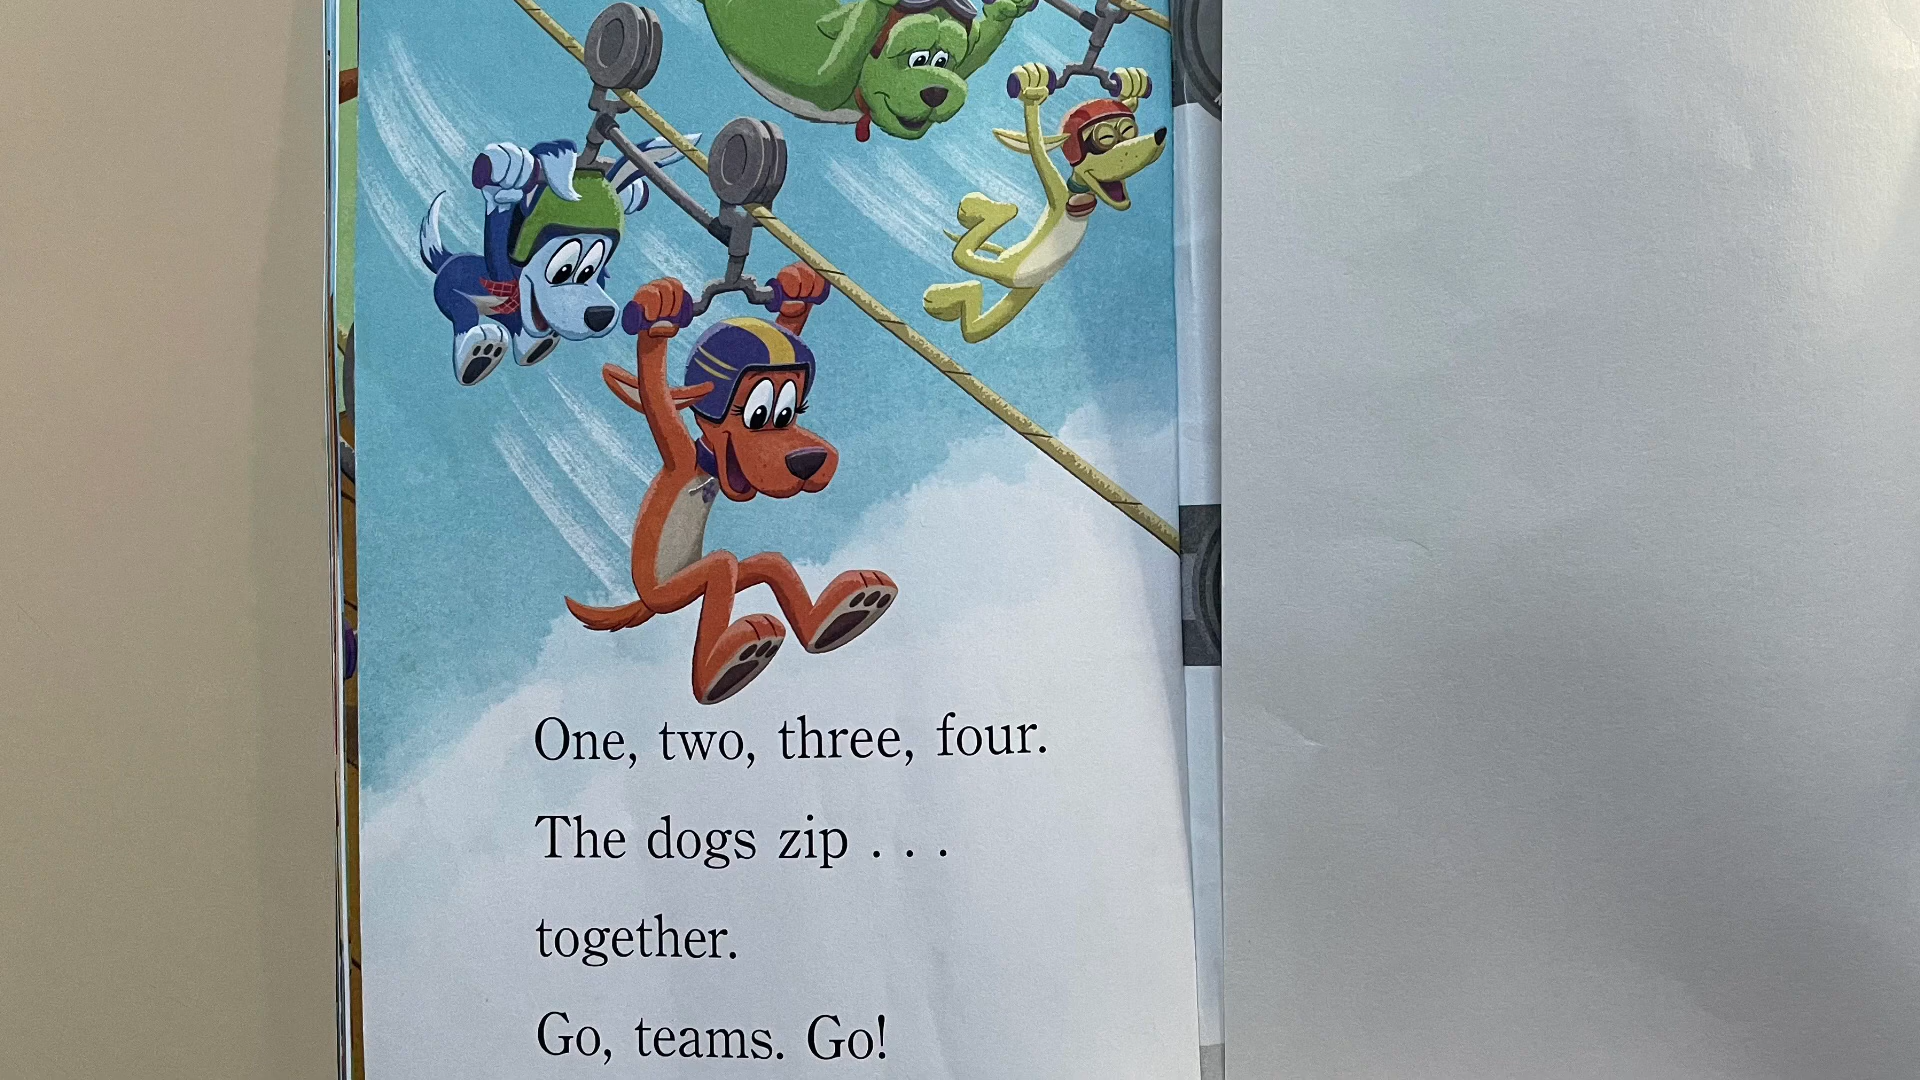 One, two, three, four.
The dogs zip . . .
together.
Go, teams. Go!